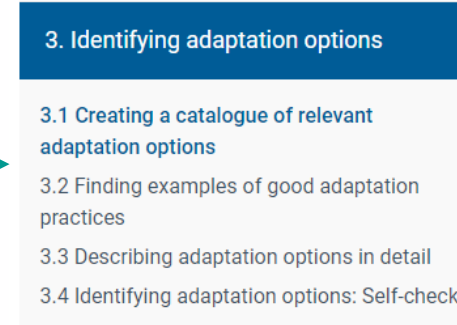 3. Identifying adaptation options
3.1 Creating a catalogue of relevant
adaptation options
3.2 Finding examples of good adaptation
practices
3.3 Describing adaptation options in detail
3.4 Identifying adaptation options: Self-check